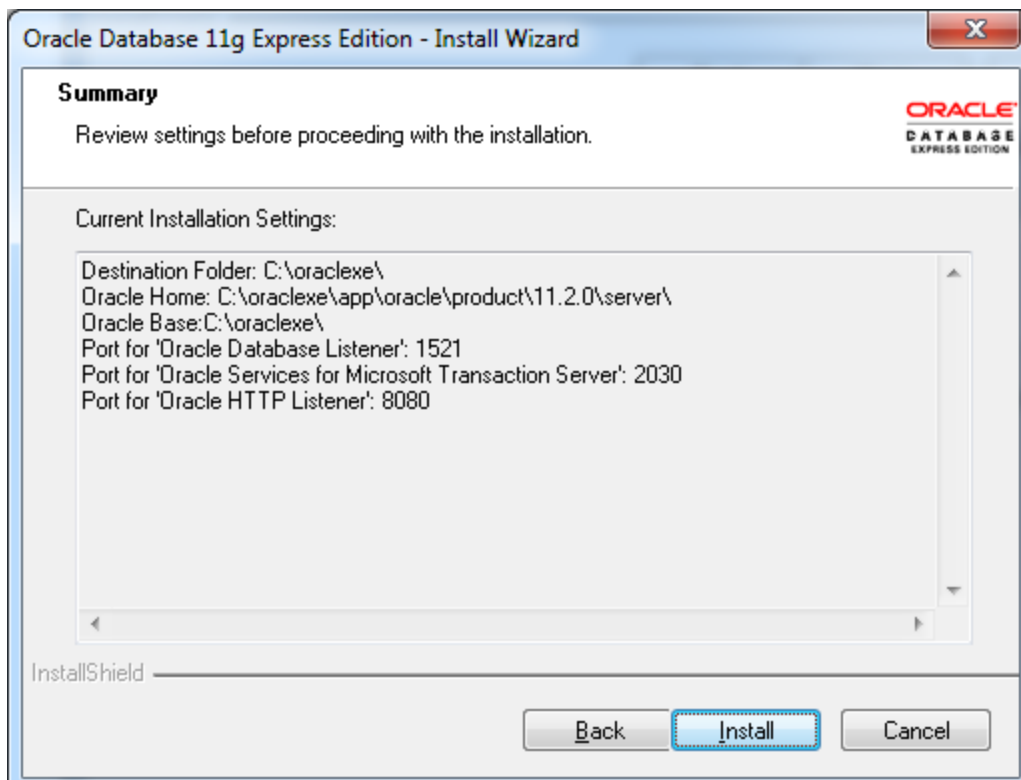 Oracle Database 11g Express Edition - Install Wizard
Summary
Review settings before proceeding with the installation.
ORACLE
DATABASE
EXPRESS EDITION
Current Installation Settings:
Destination Folder: C:\oraclexe\
Oracle Home: C:\oraclexe\app\oracle\product\11.2.0\server\
Oracle Base:C:\oraclexe\
Port for 'Oracle Database Listener': 1521
Port for 'Oracle Services for Microsoft Transaction Server': 2030
Port for 'Oracle HTTP Listener': 8080
InstallShield
Back Install Cancel